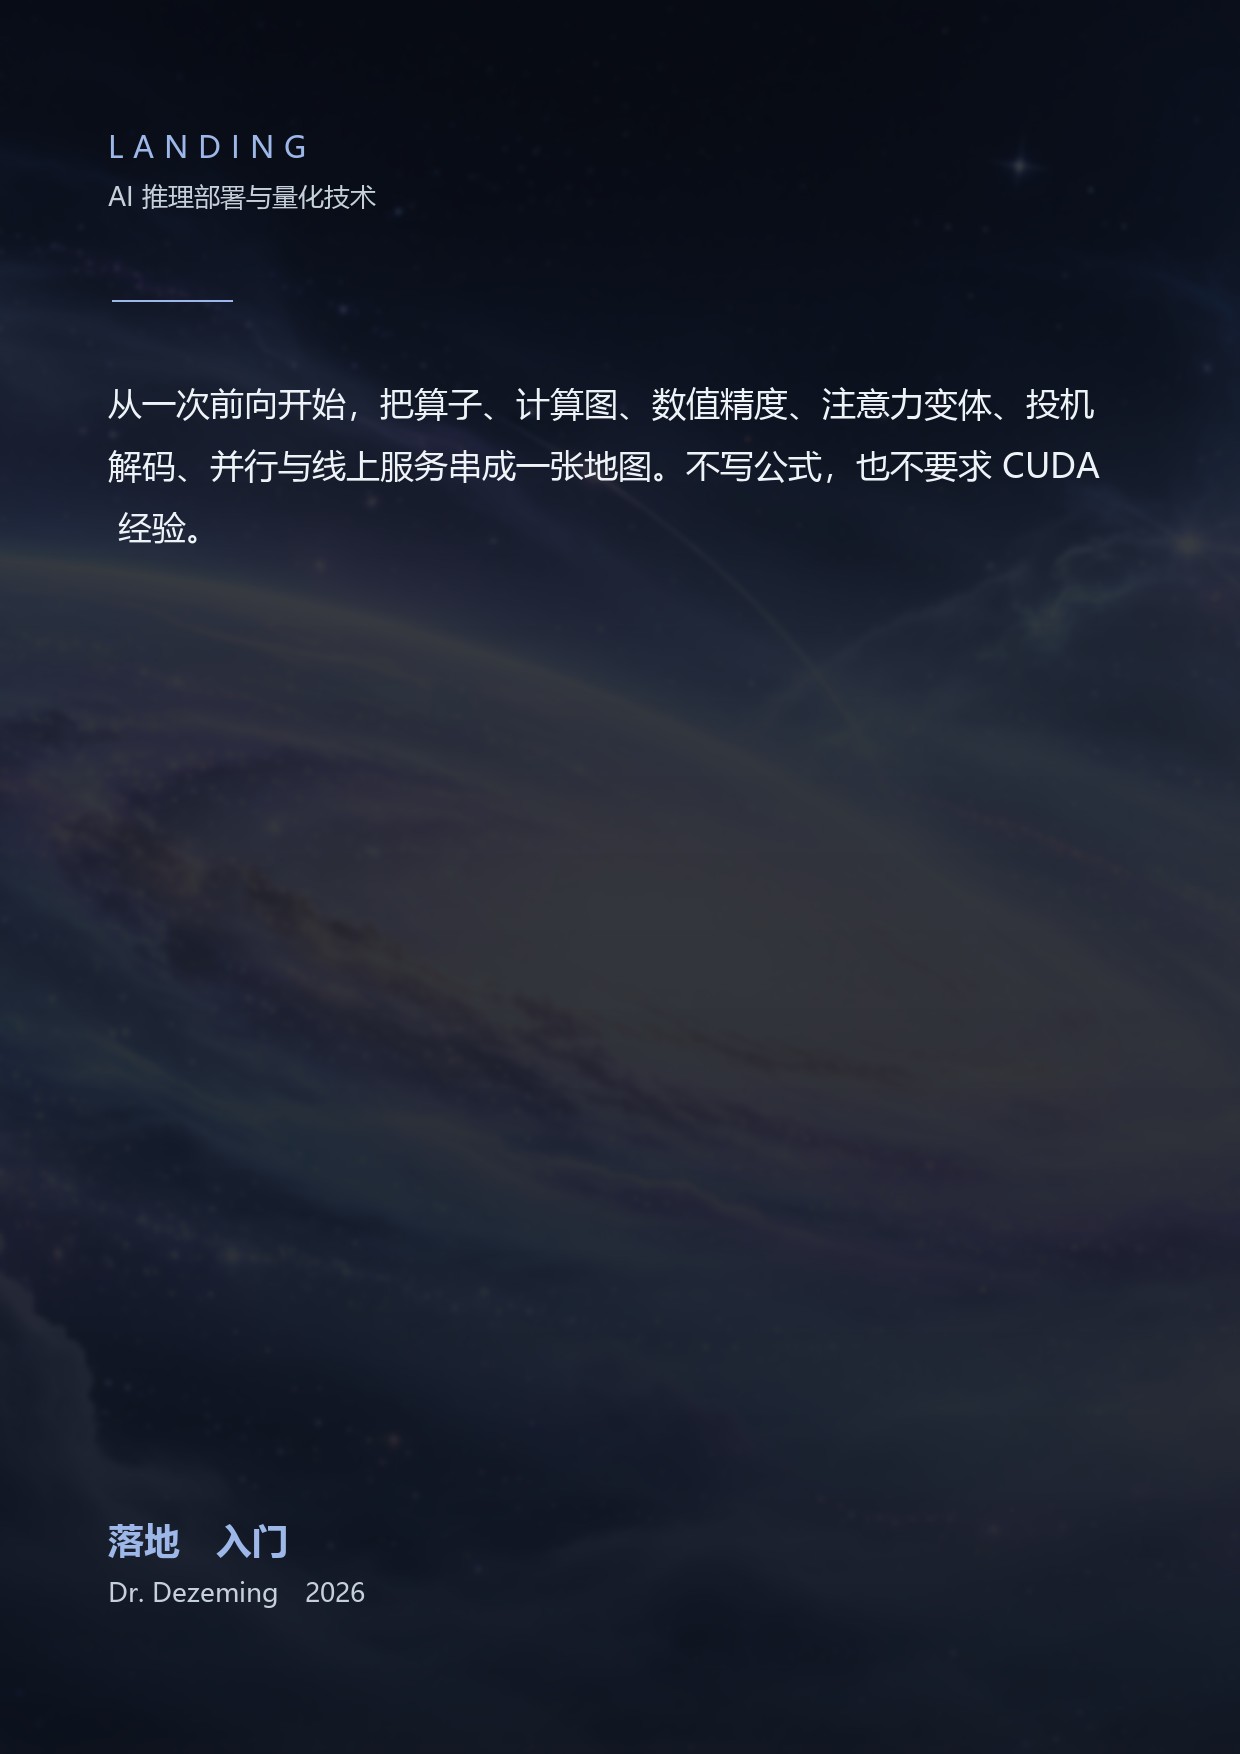 LANDING
AI 推理部署与量化技术
从一次前向开始，把算子、计算图、数值精度、注意力变体、投机
解码、并行与线上服务串成一张地图。不写公式，也不要求 CUDA
经验。
落地　入门
Dr. Dezeming　2026